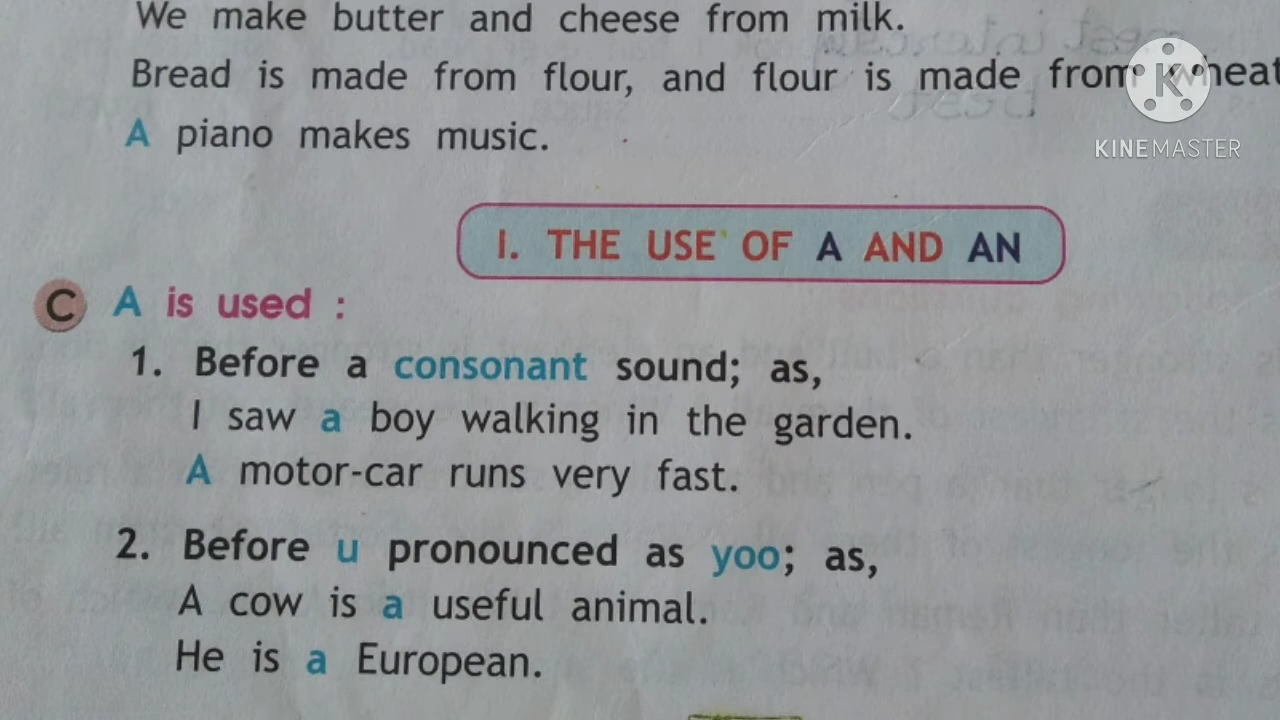 We make butter and cheese from milk.
Bread is made from flour, and flour is made from wheat
A piano makes music.
KINEMASTER
I. THE USE OF A AND AN
C A is used :
1. Before a consonant sound; as,
I saw a boy walking in the garden.
A motor-car runs very fast.
2. Before u pronounced as yoo; as,
A cow is a useful animal.
He is a European.